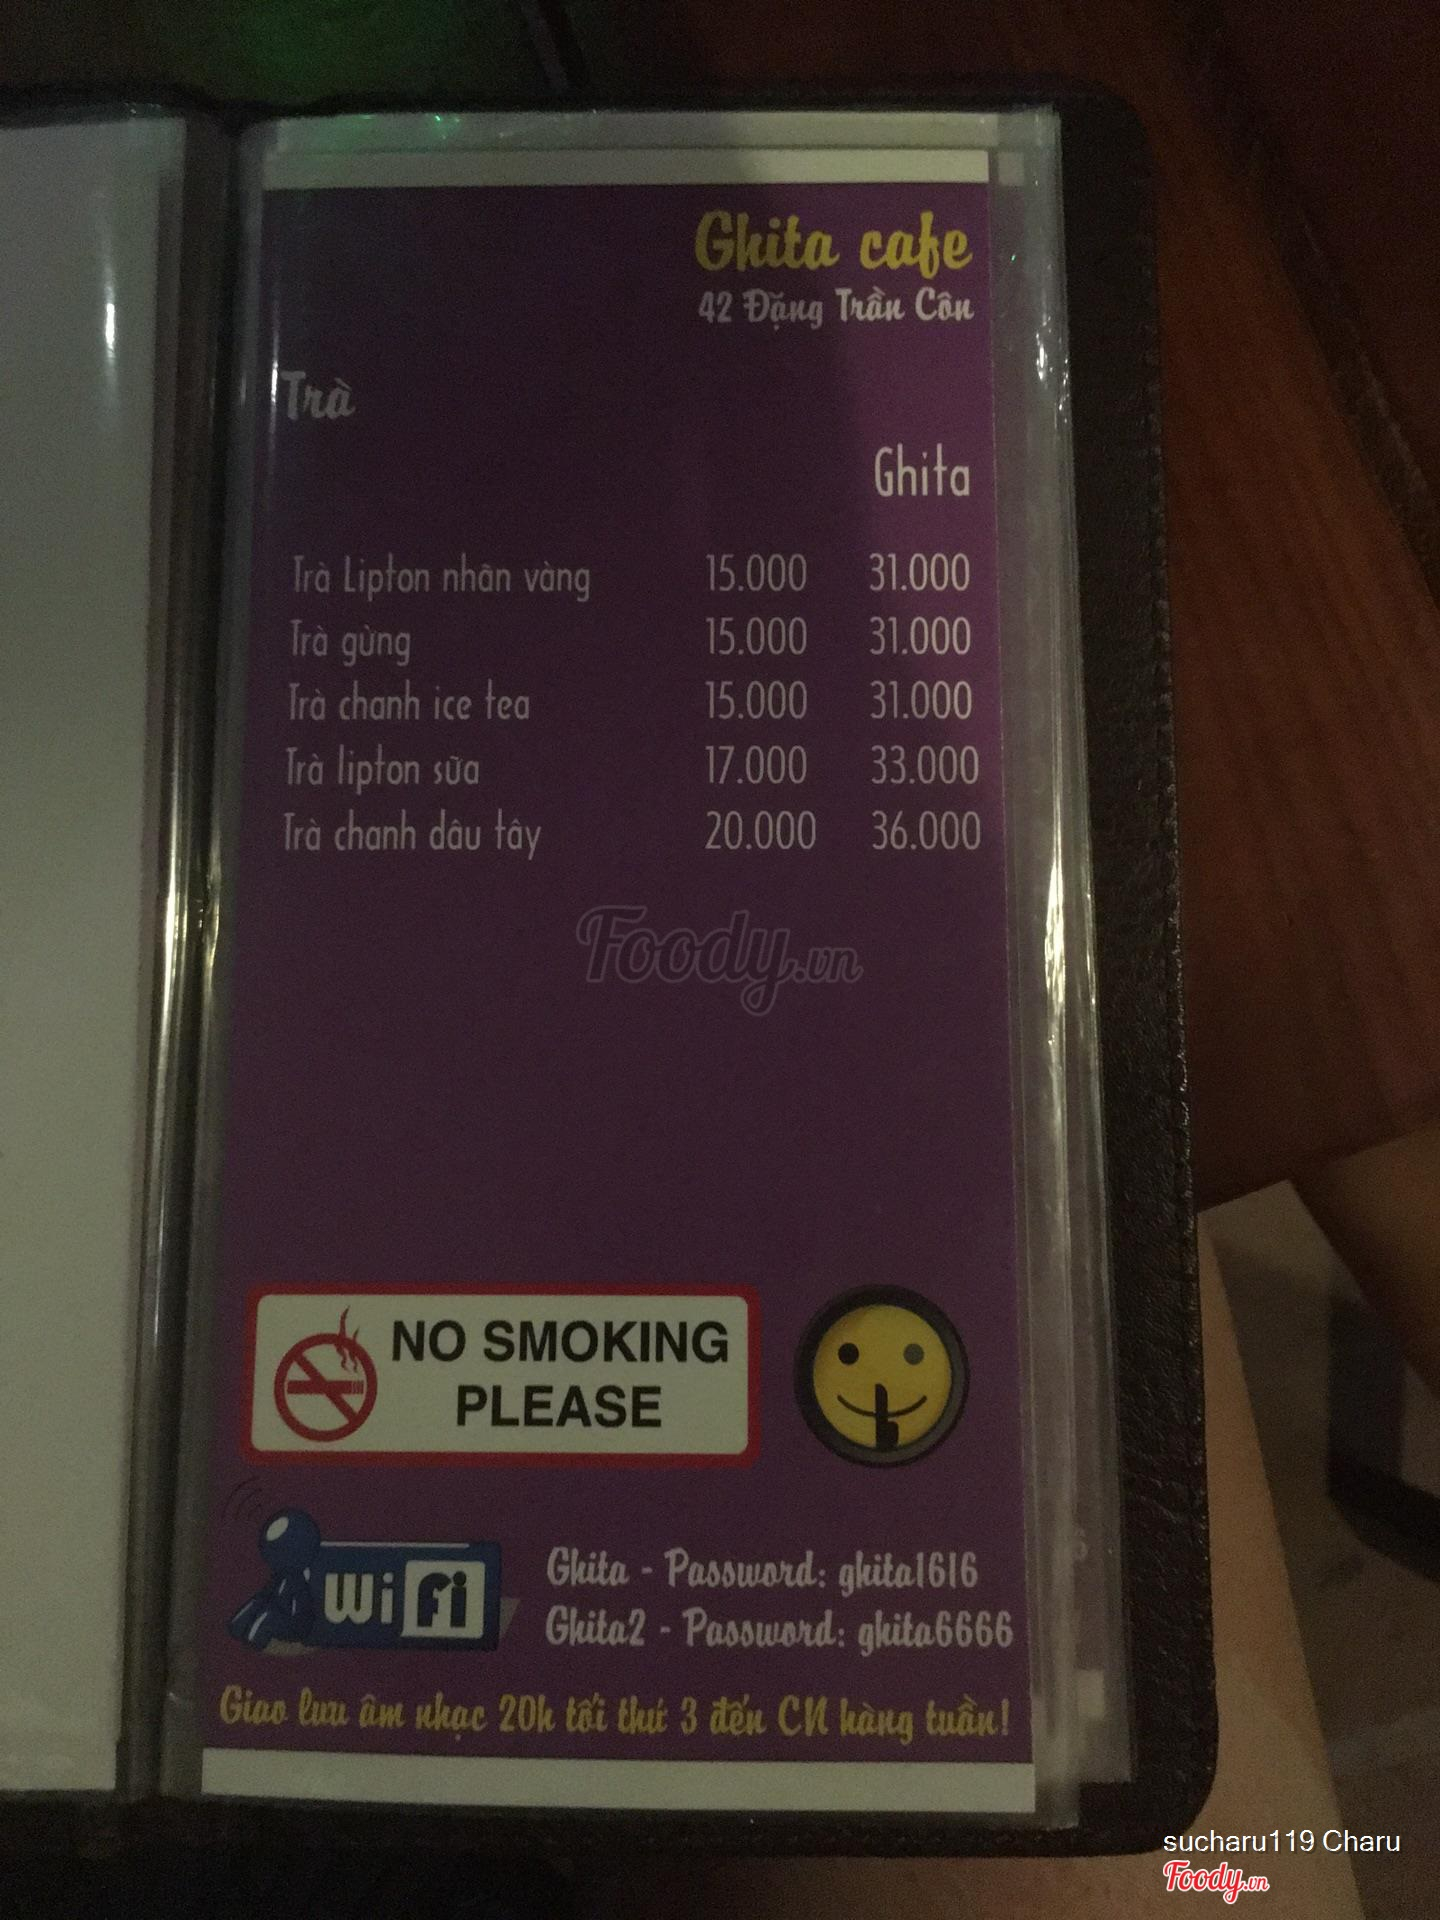 Ghita cafe
42 Đặng Trần Côn
Trà
Ghita
Trà Lipton nhãn vàng 15.000 31.000
Trà gừng 15.000 31.000
Trà chanh ice tea 15.000 31.000
Trà lipton sữa 17.000 33.000
Trà chanh dâu tây 20.000 36.000
Foody.vn
NO SMOKING
PLEASE
WiFi
Ghita - Password: ghita1616
Ghita2 - Password: ghita6666
Giao lưu âm nhạc 20h tối thứ 3 đến CN hàng tuần!
sucharu119 Charu
Foody.vn